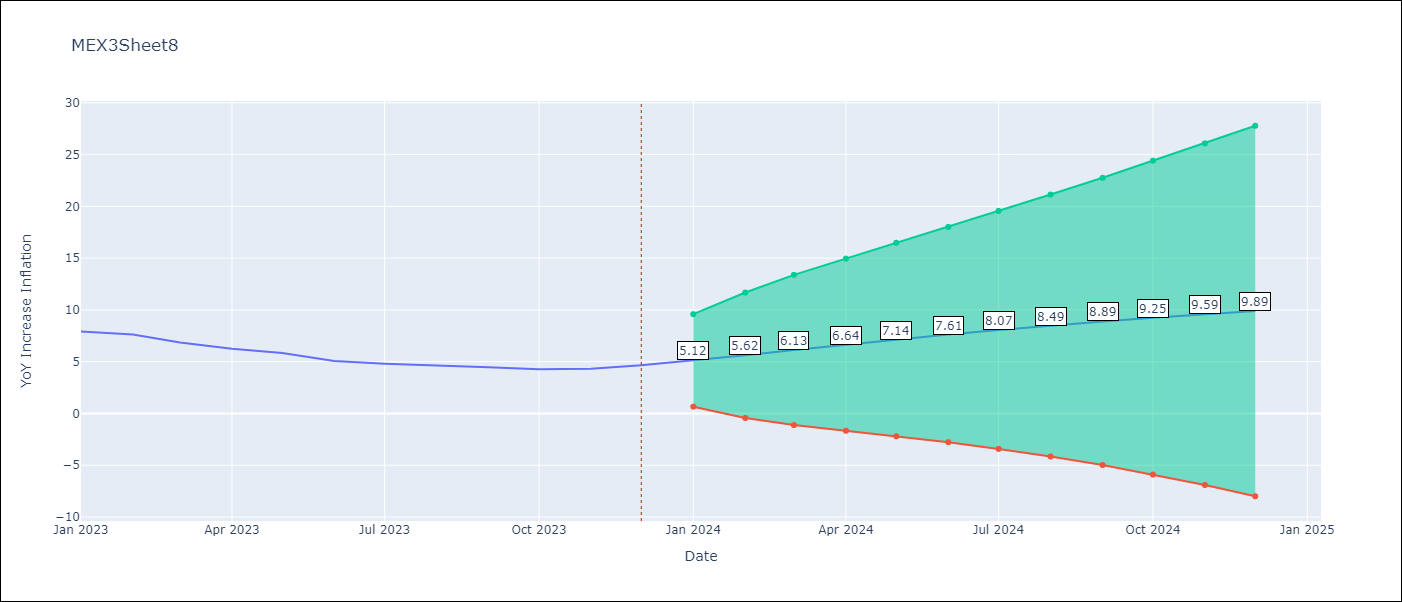 MEX3Sheet8
30
25
20
15
10
5
0
−5
−10
YoY Increase Inflation
5.12
5.62
6.13
6.64
7.14
7.61
8.07
8.49
8.89
9.25
9.59
9.89
Jan 2023
Apr 2023
Jul 2023
Oct 2023
Jan 2024
Apr 2024
Jul 2024
Oct 2024
Jan 2025
Date